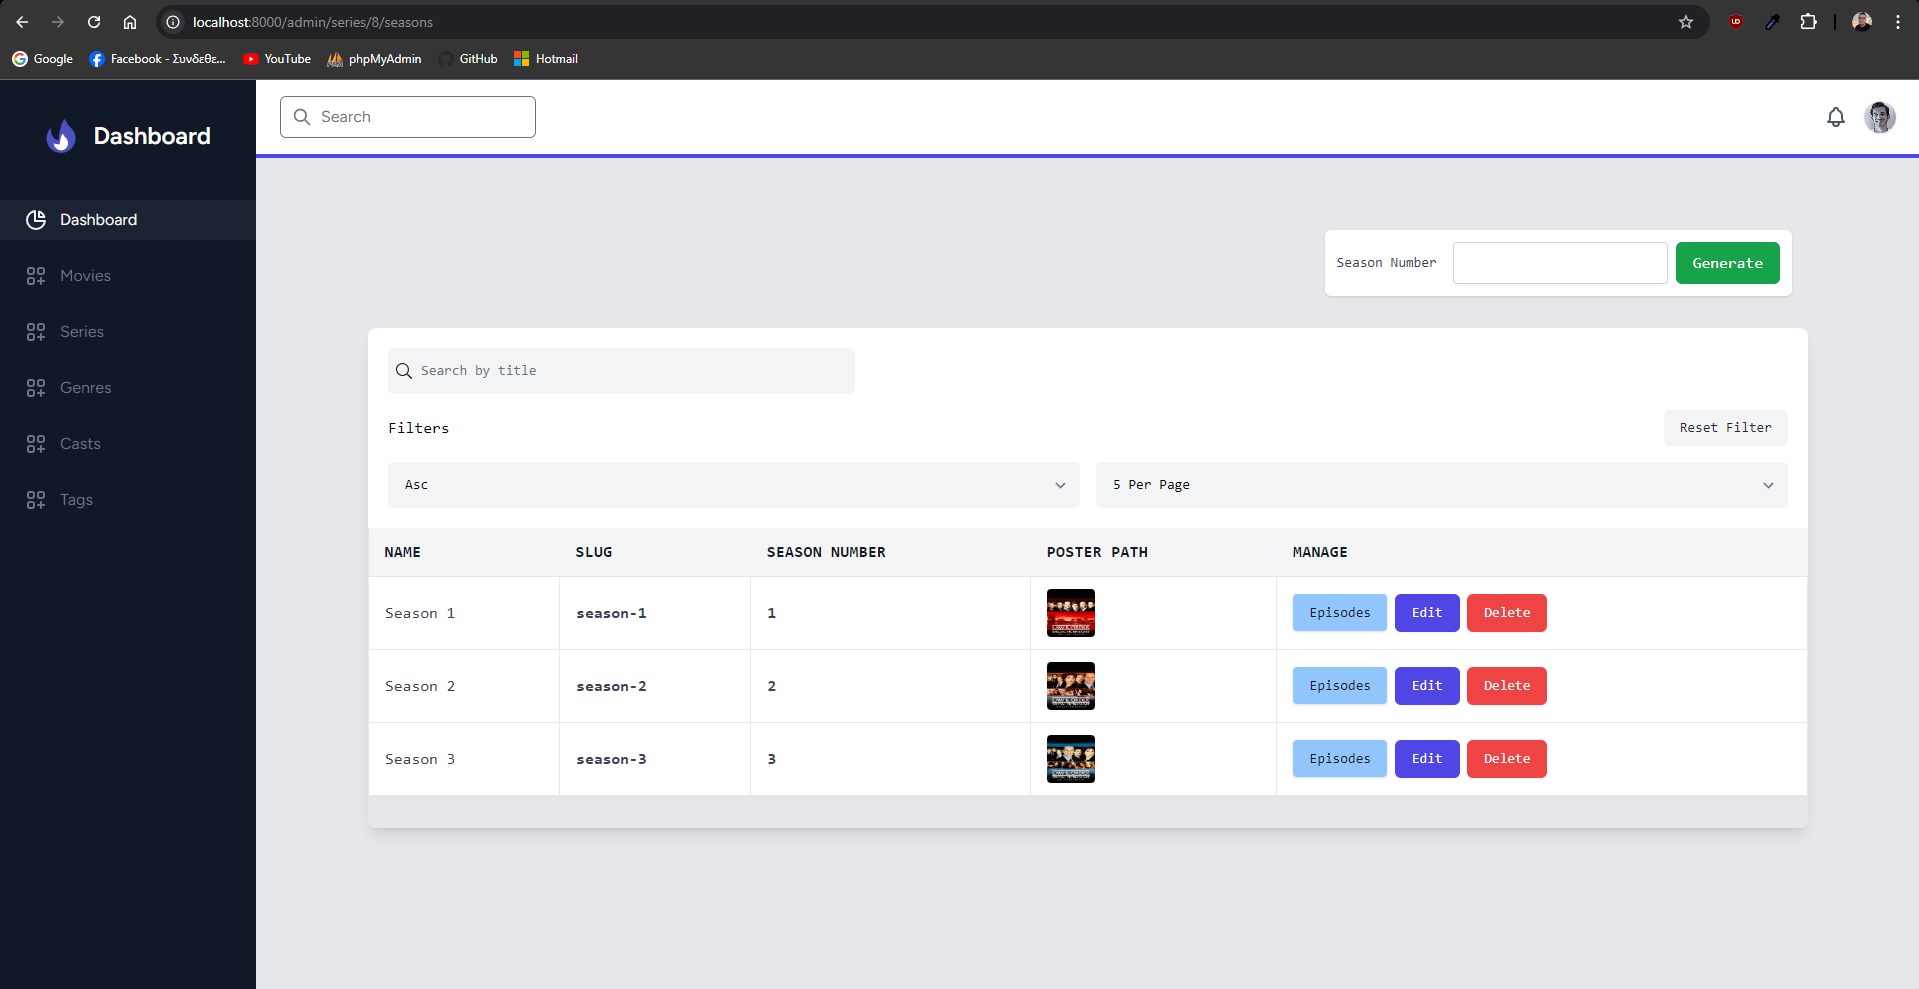 localhost:8000/admin/series/8/seasons
Google
Facebook - Συνδεθε...
YouTube
phpMyAdmin
GitHub
Hotmail
Dashboard
Search
Dashboard
Movies
Series
Genres
Casts
Tags
Season Number
Generate
Search by title
Filters
Reset Filter
Asc
5 Per Page
NAME SLUG SEASON NUMBER POSTER PATH MANAGE
Season 1 season-1 1 Episodes Edit Delete
Season 2 season-2 2 Episodes Edit Delete
Season 3 season-3 3 Episodes Edit Delete